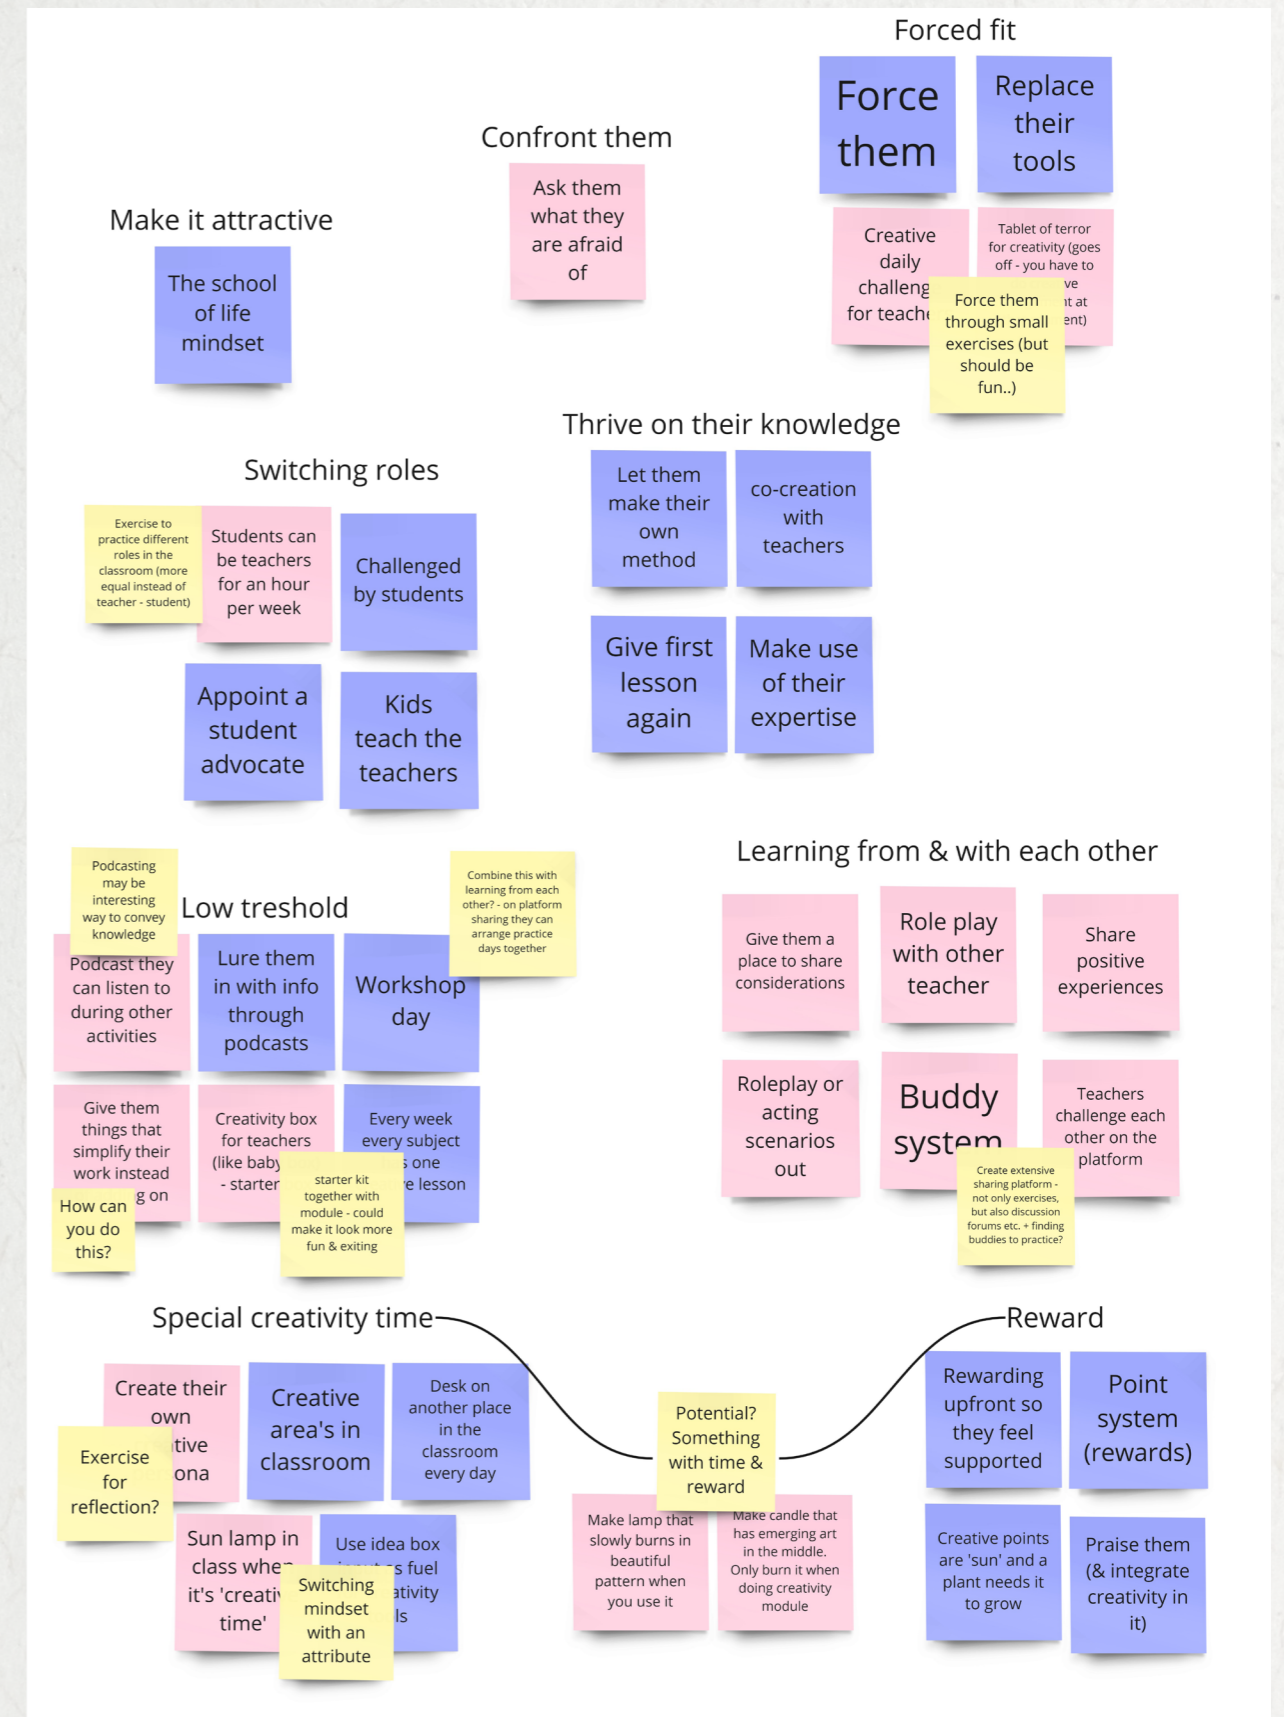 Forced fit
Force
them
Replace
their
tools
Creative
daily
for
Tablet of terror
for creativity (goes
off - you have to
at
Force them
through small
exercises (but
should be
fun..)
Confront them
Ask them
what they
are afraid
of
Make it attractive
The school
of life
mindset
Thrive on their knowledge
Let them
make their
own
method
co-creation
with
teachers
Give first
lesson
again
Make use
of their
expertise
Switching roles
Exercise to
practice different
roles in the
classroom (more
equal instead of
teacher - student)
Students can
be teachers
for an hour
per week
Challenged
by students
Appoint a
student
advocate
Kids
teach the
teachers
Low treshold
Podcasting
may be
interesting
way to convey
knowledge
Podcast they
can listen to
during other
activities
Lure them
in with info
through
podcasts
Workshop
day
Combine this with
learning from each
other? - on platform
sharing they can
arrange practice
days together
Give them
things that
simplify their
work instead
on
How can
you do
this?
Creativity box
for teachers
(like baby
- starter
starter kit
together with
module - could
make it look more
fun & exiting
Every week
every subject
one
lesson
Learning from & with each other
Give them a
place to share
considerations
Role play
with other
teacher
Share
positive
experiences
Roleplay or
acting
scenarios
out
Buddy
system
Teachers
challenge each
other on the
platform
Create extensive
sharing platform -
not only exercises,
but also discussion
forums etc. + finding
buddies to practice?
Special creativity time
Create their
own
Exercise
for
reflection?
Creative
area's in
classroom
Desk on
another place
in the
classroom
every day
Sun lamp in
class when
it's
time'
Use idea box
fuel
Switching
mindset
with an
attribute
Potential?
Something
with time &
reward
Make lamp that
slowly burns in
beautiful
pattern when
you use it
Make candle that
has emerging art
in the middle.
Only burn it when
doing creativity
module
Reward
Rewarding
upfront so
they feel
supported
Point
system
(rewards)
Creative points
are 'sun' and a
plant needs it
to grow
Praise them
(& integrate
creativity in
it)